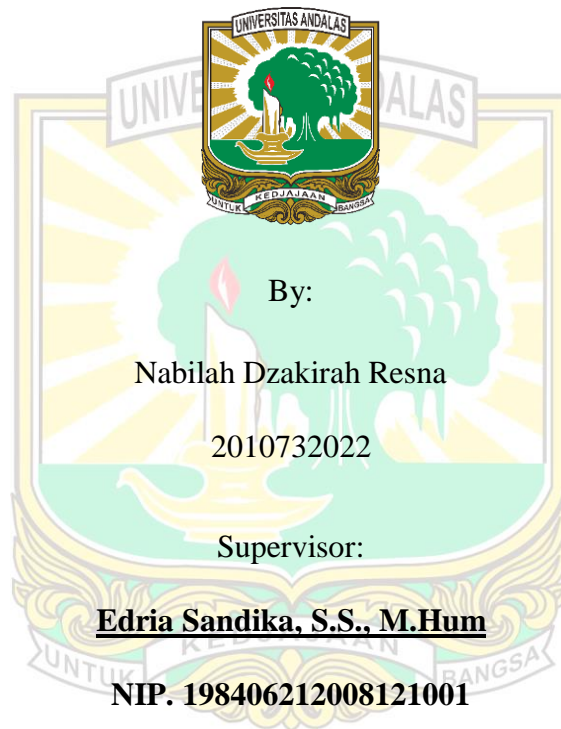 UNIVERSITAS ANDALAS
UNTUK KEDJAJAAN BANGSA
By:
Nabilah Dzakirah Resna
2010732022
Supervisor:
Edria Sandika, S.S., M.Hum
NIP. 198406212008121001